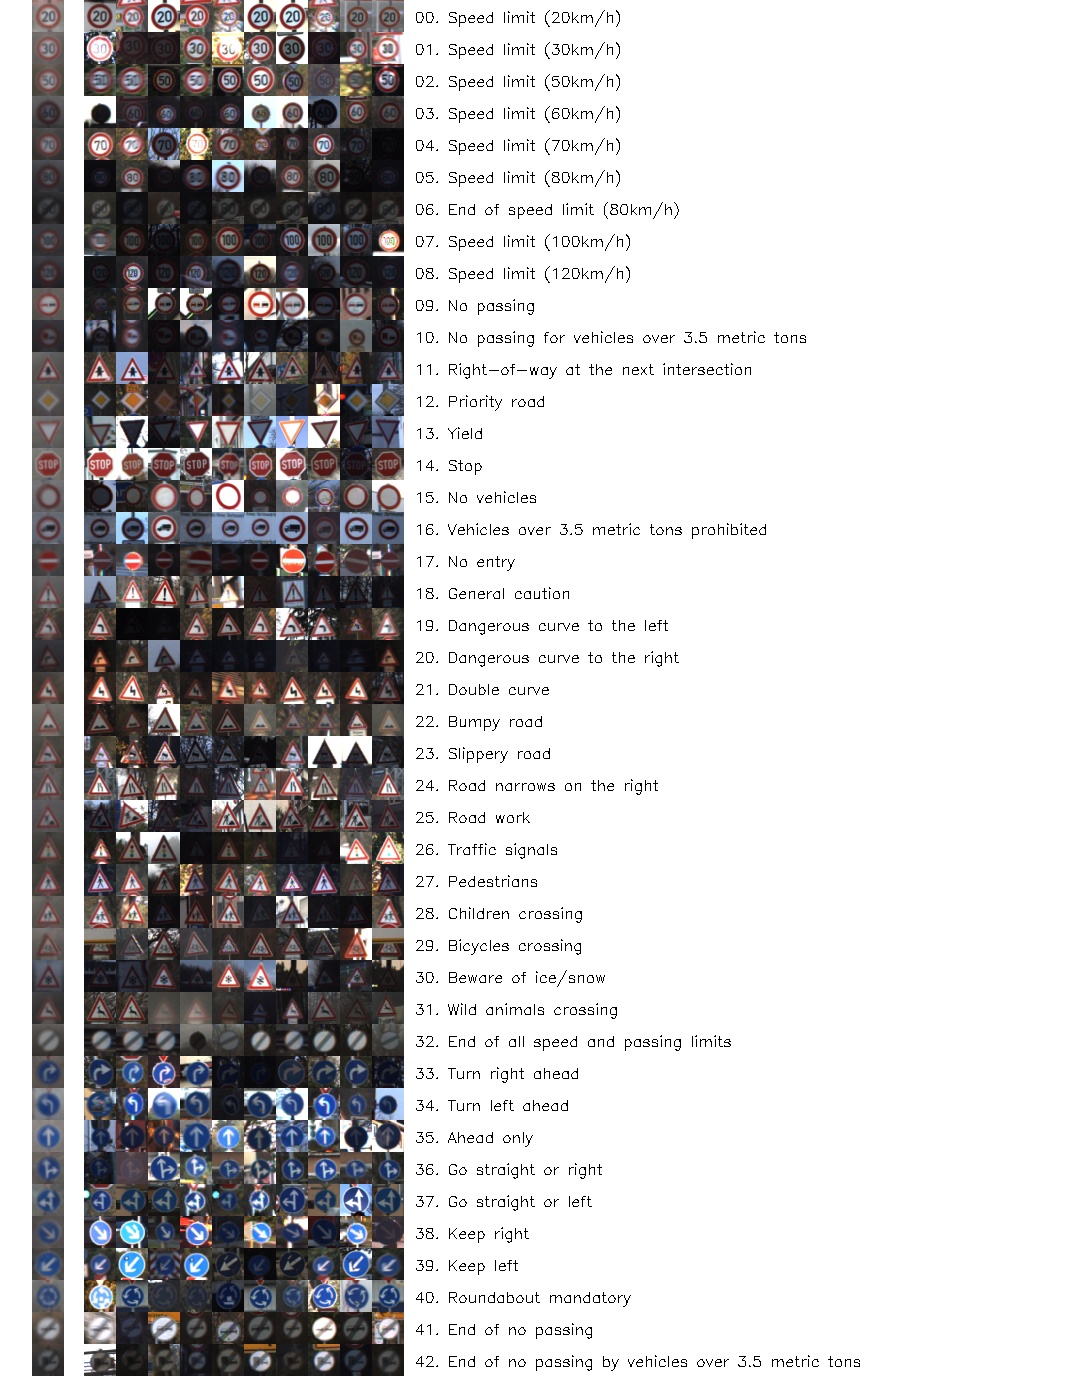 00. Speed limit (20km/h)
01. Speed limit (30km/h)
02. Speed limit (50km/h)
03. Speed limit (60km/h)
04. Speed limit (70km/h)
05. Speed limit (80km/h)
06. End of speed limit (80km/h)
07. Speed limit (100km/h)
08. Speed limit (120km/h)
09. No passing
10. No passing for vehicles over 3.5 metric tons
11. Right-of-way at the next intersection
12. Priority road
13. Yield
14. Stop
15. No vehicles
16. Vehicles over 3.5 metric tons prohibited
17. No entry
18. General caution
19. Dangerous curve to the left
20. Dangerous curve to the right
21. Double curve
22. Bumpy road
23. Slippery road
24. Road narrows on the right
25. Road work
26. Traffic signals
27. Pedestrians
28. Children crossing
29. Bicycles crossing
30. Beware of ice/snow
31. Wild animals crossing
32. End of all speed and passing limits
33. Turn right ahead
34. Turn left ahead
35. Ahead only
36. Go straight or right
37. Go straight or left
38. Keep right
39. Keep left
40. Roundabout mandatory
41. End of no passing
42. End of no passing by vehicles over 3.5 metric tons